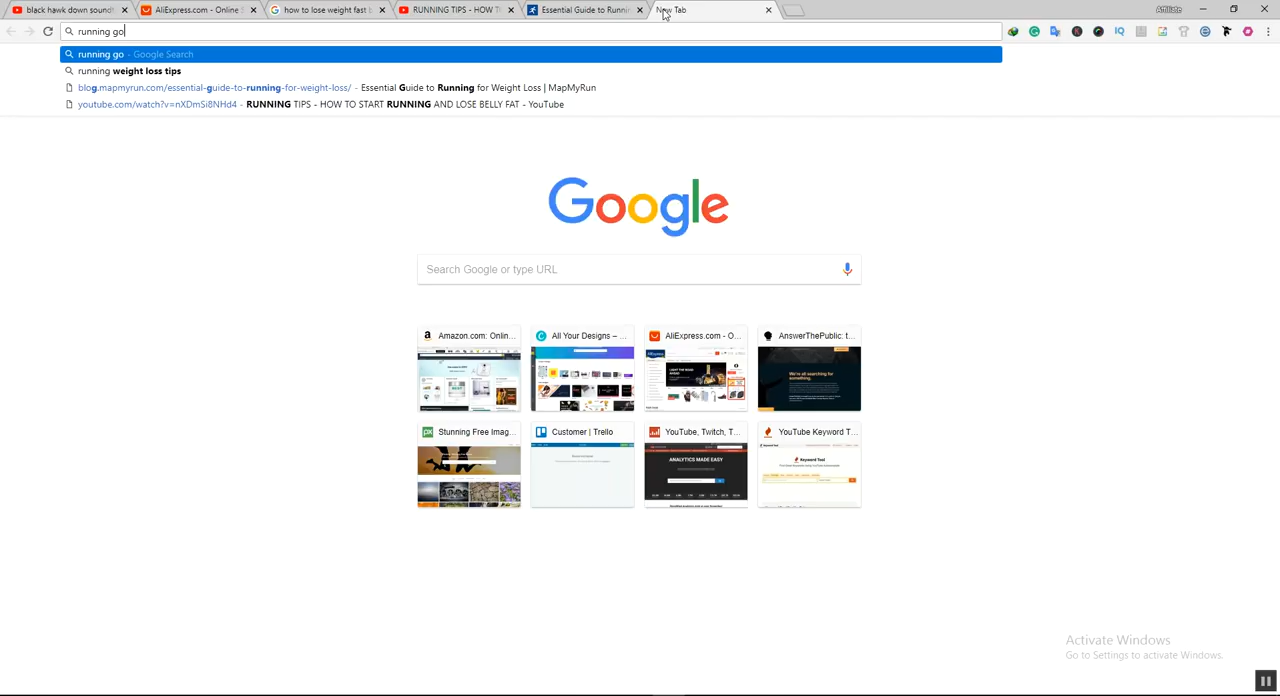 black hawk down sound
AliExpress.com - Online S
how to lose weight fast b
RUNNING TIPS - HOW T
Essential Guide to Runnin
New Tab
Affiliate
running go
running go - Google Search
running weight loss tips
blog.mapmyrun.com/essential-guide-to-running-for-weight-loss/ - Essential Guide to Running for Weight Loss | MapMyRun
youtube.com/watch?v=nXDmSi8NHd4 - RUNNING TIPS - HOW TO START RUNNING AND LOSE BELLY FAT - YouTube
Google
Search Google or type URL
Amazon.com: Onlin...
All Your Designs – ...
AliExpress.com - O...
AnswerThePublic: t...
Stunning Free Imag...
Customer | Trello
YouTube, Twitch, T...
YouTube Keyword T...
ANALYTICS MADE EASY
Keyword Tool
Activate Windows
Go to Settings to activate Windows.